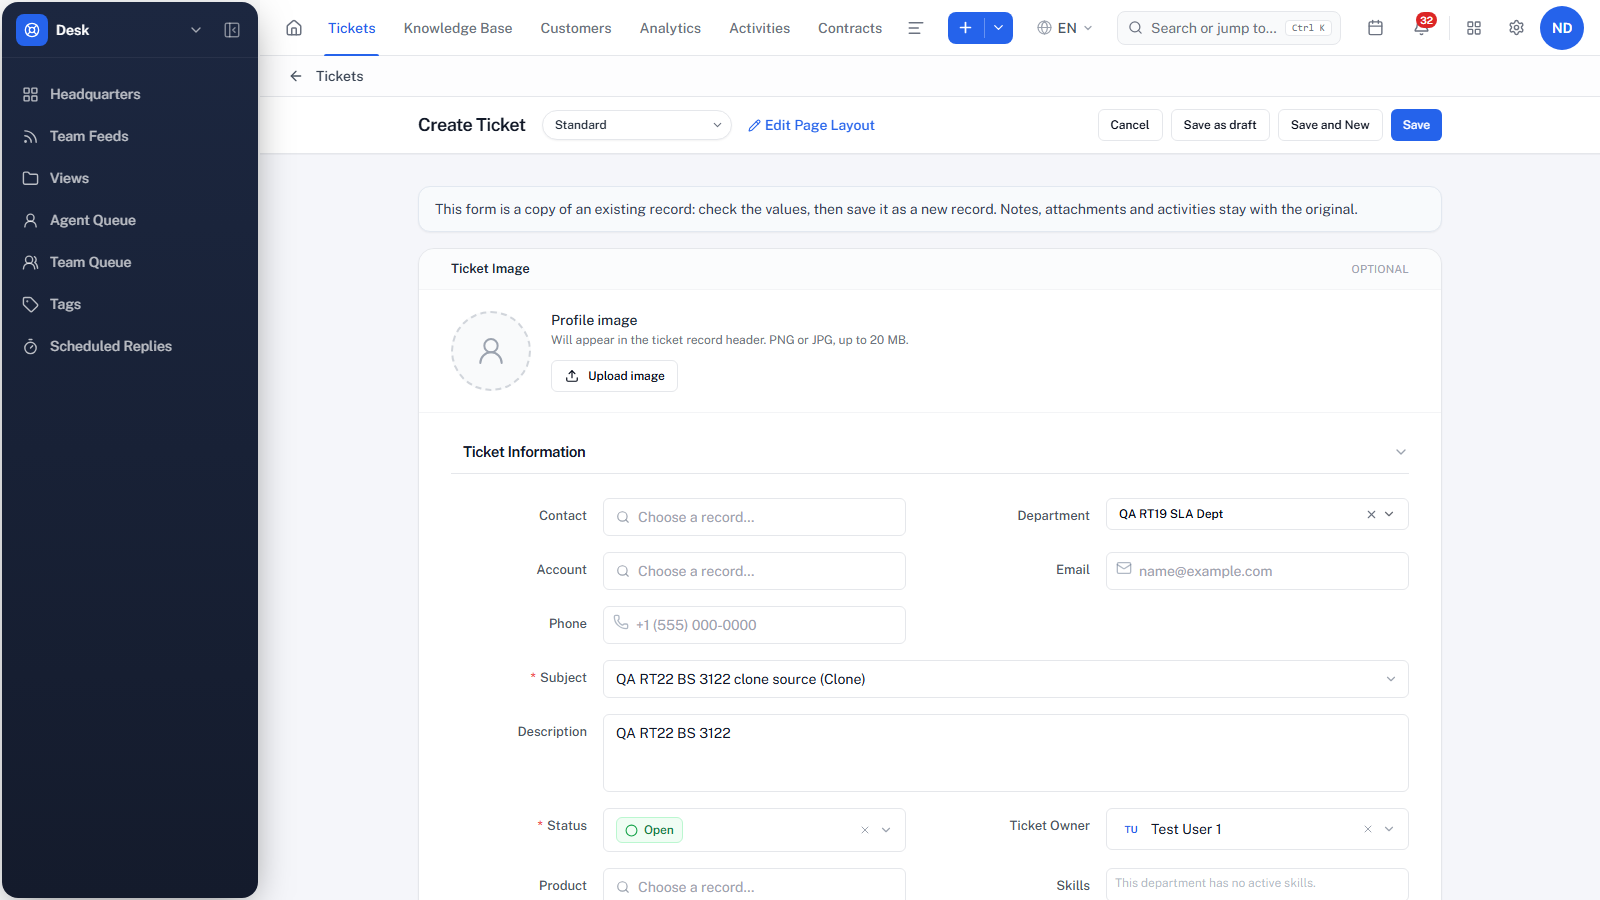 Desk
Headquarters
Team Feeds
Views
Agent Queue
Team Queue
Tags
Scheduled Replies
Tickets
Knowledge Base
Customers
Analytics
Activities
Contracts
EN
Search or jump to...
Ctrl K
32
ND
Tickets
Create Ticket
Standard
Edit Page Layout
Cancel
Save as draft
Save and New
Save
This form is a copy of an existing record: check the values, then save it as a new record. Notes, attachments and activities stay with the original.
Ticket Image
OPTIONAL
Profile image
Will appear in the ticket record header. PNG or JPG, up to 20 MB.
Upload image
Ticket Information
Contact
Choose a record...
Department
QA RT19 SLA Dept
Account
Choose a record...
Email
name@example.com
Phone
+1 (555) 000-0000
* Subject
QA RT22 BS 3122 clone source (Clone)
Description
QA RT22 BS 3122
* Status
Open
Ticket Owner
TU
Test User 1
Product
Choose a record...
Skills
This department has no active skills.